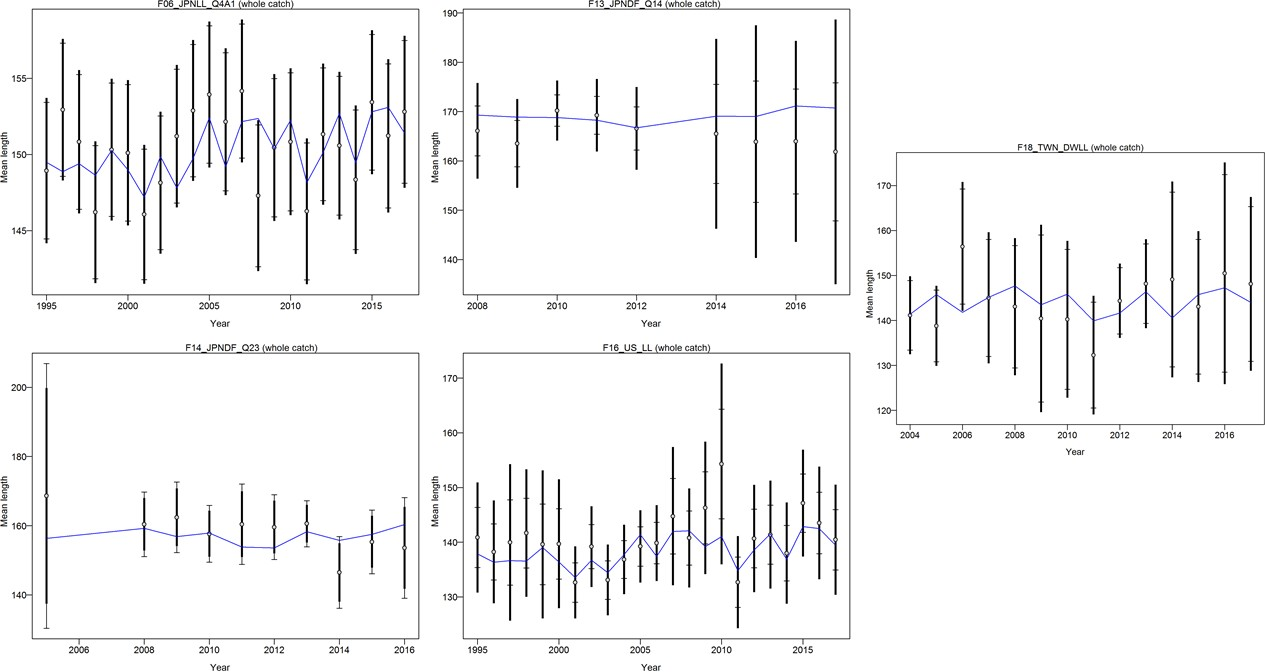 F06_JPNLL_Q4A1 (whole catch)
Mean length
155
150
145
1995 2000 2005 2010 2015
Year
F13_JPNDF_Q14 (whole catch)
Mean length
190
180
170
160
150
140
2008 2010 2012 2014 2016
Year
F18_TWN_DWLL (whole catch)
Mean length
170
160
150
140
130
120
2004 2006 2008 2010 2012 2014 2016
Year
F14_JPNDF_Q23 (whole catch)
Mean length
200
180
160
140
2006 2008 2010 2012 2014 2016
Year
F16_US_LL (whole catch)
Mean length
170
160
150
140
130
1995 2000 2005 2010 2015
Year